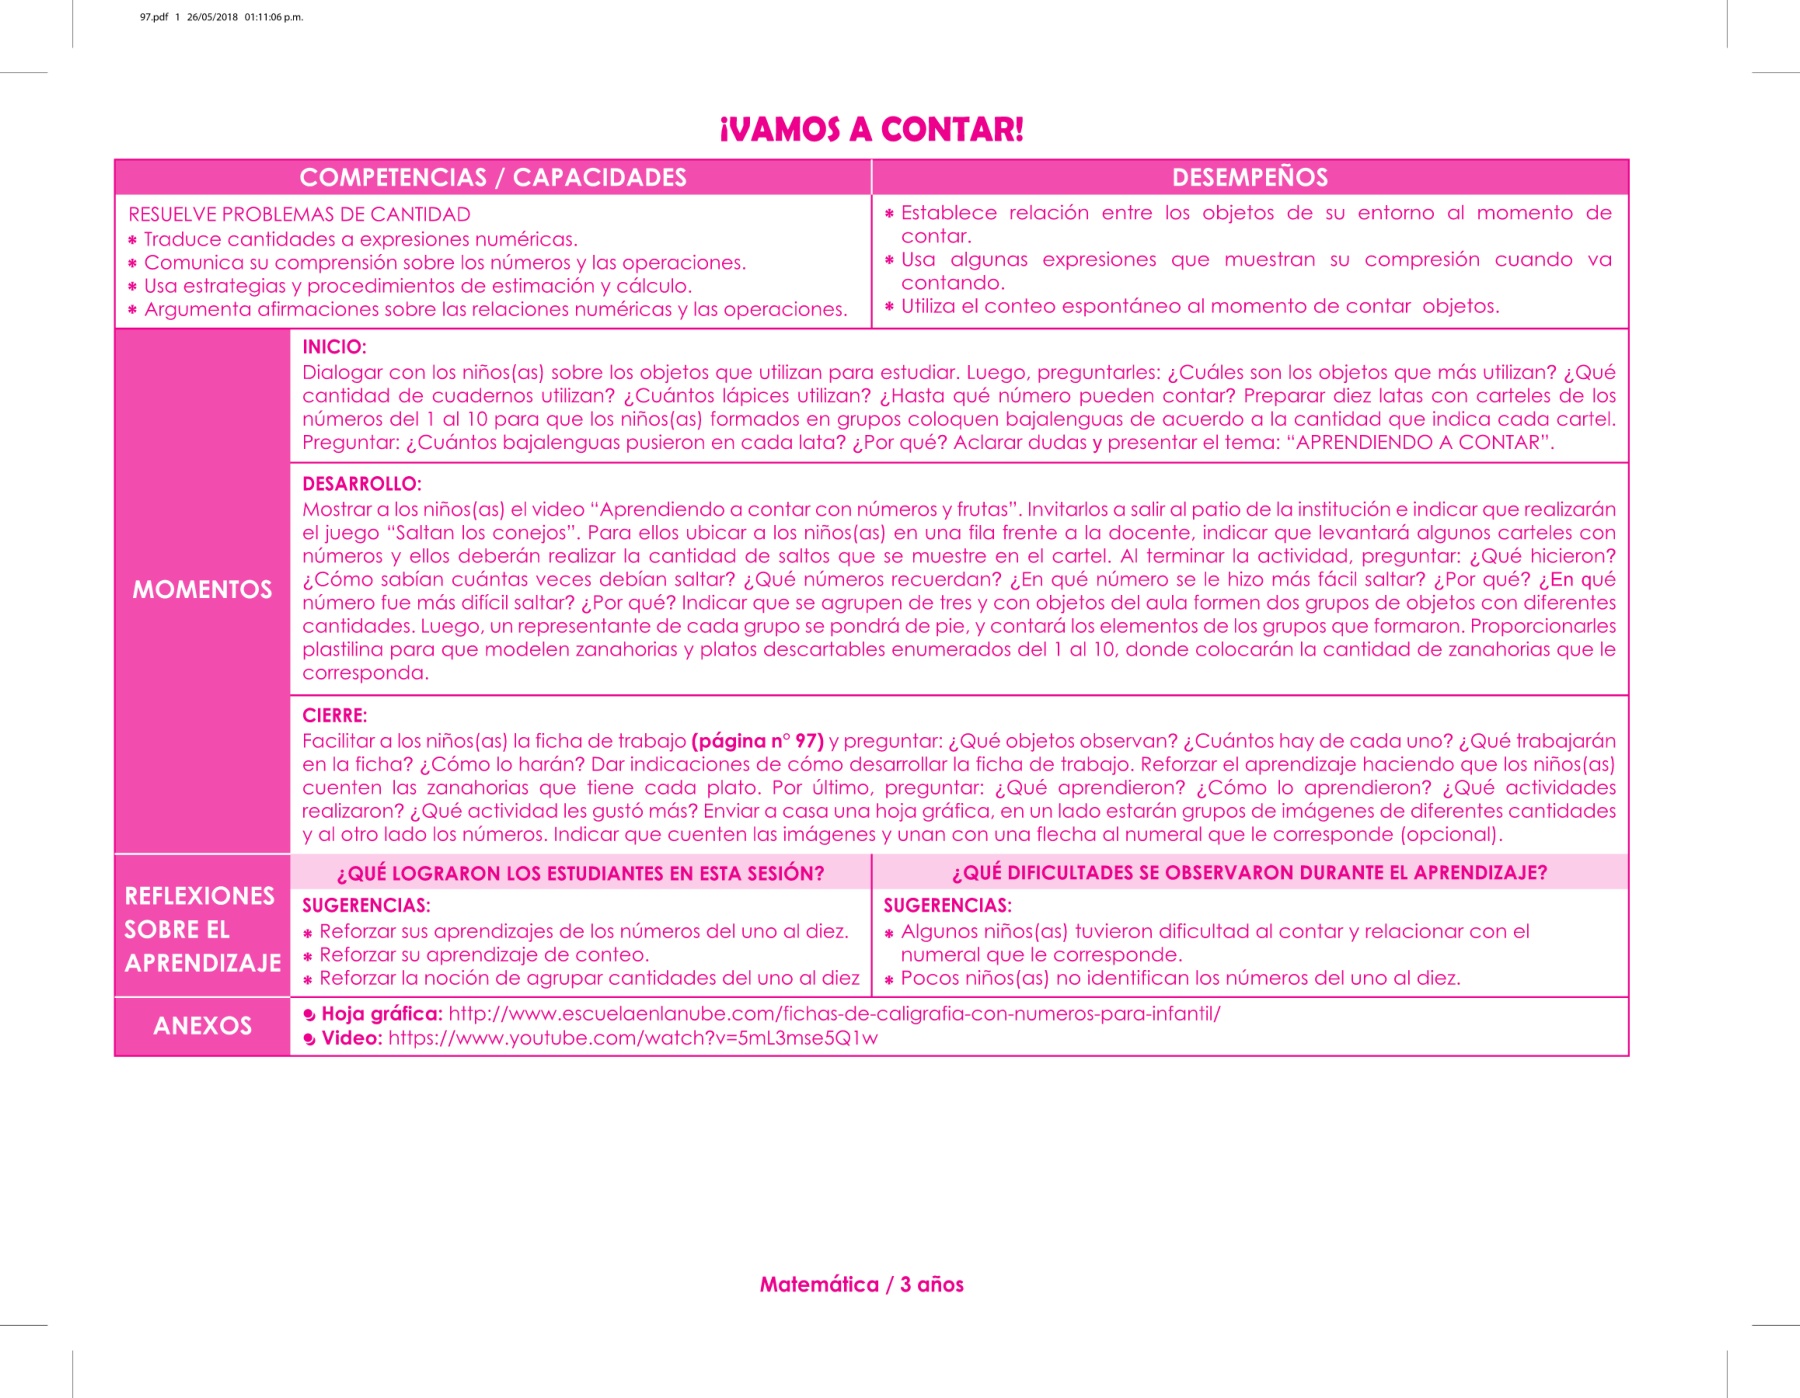 97.pdf 1 26/05/2018 01:11:06 p.m.
¡VAMOS A CONTAR!
COMPETENCIAS / CAPACIDADES
DESEMPEÑOS
RESUELVE PROBLEMAS DE CANTIDAD
* Traduce cantidades a expresiones numéricas.
* Comunica su comprensión sobre los números y las operaciones.
* Usa estrategias y procedimientos de estimación y cálculo.
* Argumenta afirmaciones sobre las relaciones numéricas y las operaciones.
* Establece relación entre los objetos de su entorno al momento de
contar.
* Usa algunas expresiones que muestran su compresión cuando va
contando.
* Utiliza el conteo espontáneo al momento de contar objetos.
MOMENTOS
INICIO:
Dialogar con los niños(as) sobre los objetos que utilizan para estudiar. Luego, preguntarles: ¿Cuáles son los objetos que más utilizan? ¿Qué
cantidad de cuadernos utilizan? ¿Cuántos lápices utilizan? ¿Hasta qué número pueden contar? Preparar diez latas con carteles de los
números del 1 al 10 para que los niños(as) formados en grupos coloquen bajalenguas de acuerdo a la cantidad que indica cada cartel.
Preguntar: ¿Cuántos bajalenguas pusieron en cada lata? ¿Por qué? Aclarar dudas y presentar el tema: “APRENDIENDO A CONTAR”.
DESARROLLO:
Mostrar a los niños(as) el video “Aprendiendo a contar con números y frutas”. Invitarlos a salir al patio de la institución e indicar que realizarán
el juego “Saltan los conejos”. Para ellos ubicar a los niños(as) en una fila frente a la docente, indicar que levantará algunos carteles con
números y ellos deberán realizar la cantidad de saltos que se muestre en el cartel. Al terminar la actividad, preguntar: ¿Qué hicieron?
¿Cómo sabían cuántas veces debían saltar? ¿Qué números recuerdan? ¿En qué número se le hizo más fácil saltar? ¿Por qué? ¿En qué
número fue más difícil saltar? ¿Por qué? Indicar que se agrupen de tres y con objetos del aula formen dos grupos de objetos con diferentes
cantidades. Luego, un representante de cada grupo se pondrá de pie, y contará los elementos de los grupos que formaron. Proporcionarles
plastilina para que modelen zanahorias y platos descartables enumerados del 1 al 10, donde colocarán la cantidad de zanahorias que le
corresponda.
CIERRE:
Facilitar a los niños(as) la ficha de trabajo (página n° 97) y preguntar: ¿Qué objetos observan? ¿Cuántos hay de cada uno? ¿Qué trabajarán
en la ficha? ¿Cómo lo harán? Dar indicaciones de cómo desarrollar la ficha de trabajo. Reforzar el aprendizaje haciendo que los niños(as)
cuenten las zanahorias que tiene cada plato. Por último, preguntar: ¿Qué aprendieron? ¿Cómo lo aprendieron? ¿Qué actividades
realizaron? ¿Qué actividad les gustó más? Enviar a casa una hoja gráfica, en un lado estarán grupos de imágenes de diferentes cantidades
y al otro lado los números. Indicar que cuenten las imágenes y unan con una flecha al numeral que le corresponde (opcional).
REFLEXIONES
SOBRE EL
APRENDIZAJE
¿QUÉ LOGRARON LOS ESTUDIANTES EN ESTA SESIÓN?
SUGERENCIAS:
* Reforzar sus aprendizajes de los números del uno al diez.
* Reforzar su aprendizaje de conteo.
* Reforzar la noción de agrupar cantidades del uno al diez
¿QUÉ DIFICULTADES SE OBSERVARON DURANTE EL APRENDIZAJE?
SUGERENCIAS:
* Algunos niños(as) tuvieron dificultad al contar y relacionar con el
numeral que le corresponde.
* Pocos niños(as) no identifican los números del uno al diez.
ANEXOS
Hoja gráfica: http://www.escuelaenlanube.com/fichas-de-caligrafia-con-numeros-para-infantil/
Video: https://www.youtube.com/watch?v=5mL3mse5Q1w
Matemática / 3 años